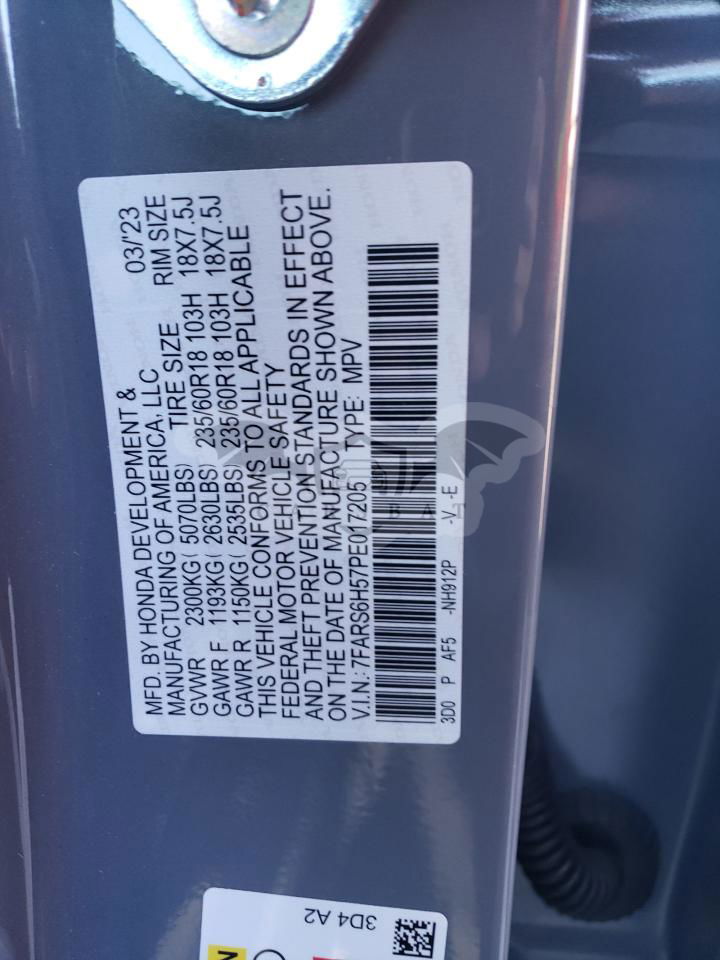 MFD. BY HONDA DEVELOPMENT &
MANUFACTURING OF AMERICA, LLC 03/'23
GVWR 2300KG( 5070LBS) TIRE SIZE RIM SIZE
GAWR F 1193KG( 2630LBS) 235/60R18 103H 18X7.5J
GAWR R 1150KG( 2535LBS) 235/60R18 103H 18X7.5J
THIS VEHICLE CONFORMS TO ALL APPLICABLE
FEDERAL MOTOR VEHICLE SAFETY
AND THEFT PREVENTION STANDARDS IN EFFECT
ON THE DATE OF MANUFACTURE SHOWN ABOVE.
V.I.N.: 7FARS6H57PE017205 TYPE: MPV
3D0 P AF5 -NH912P -V -E
3D4 A2
N